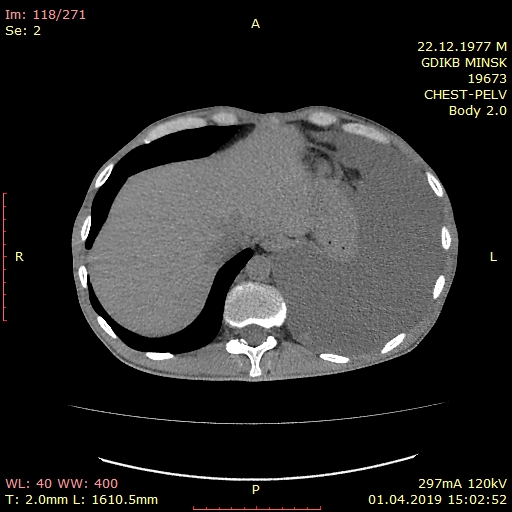 Im: 118/271
Se: 2
A
22.12.1977 M
GDIKB MINSK
19673
CHEST-PELV
Body 2.0
R
L
WL: 40 WW: 400
T: 2.0mm L: 1610.5mm
P
297mA 120kV
01.04.2019 15:02:52